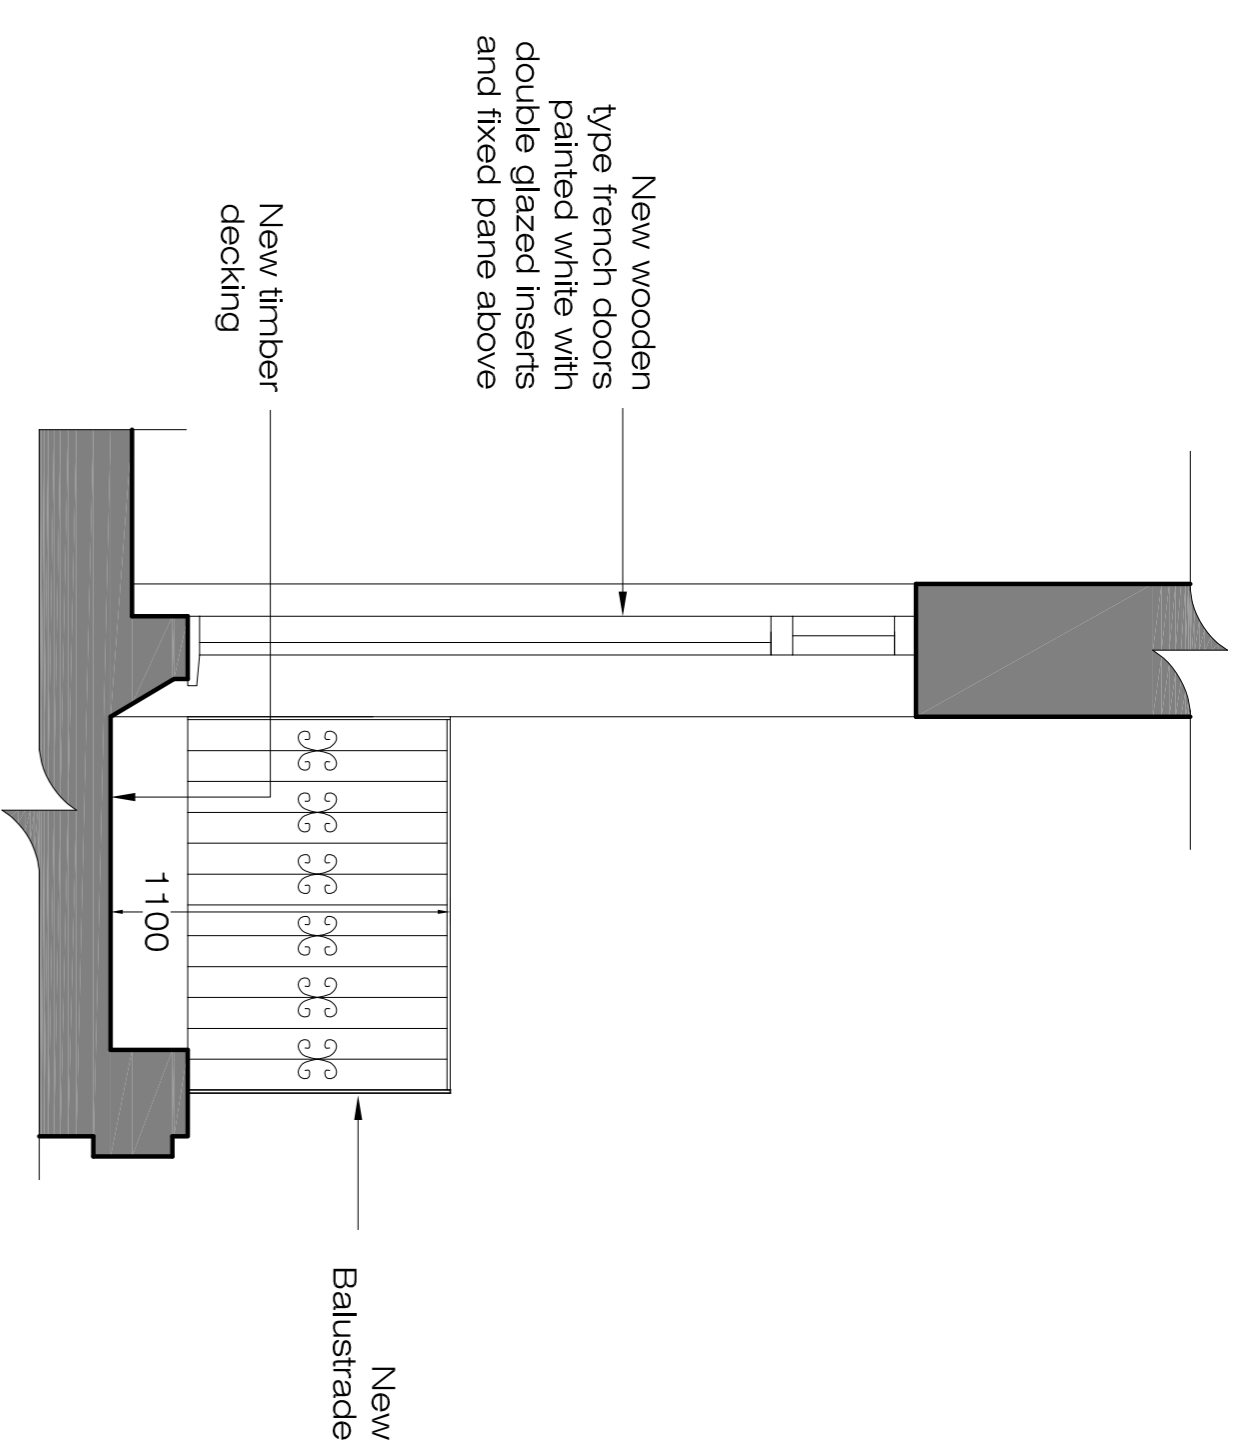 New wooden
type french doors
painted white with
double glazed inserts
and fixed pane above
New timber
decking
1100
New
Balustrade